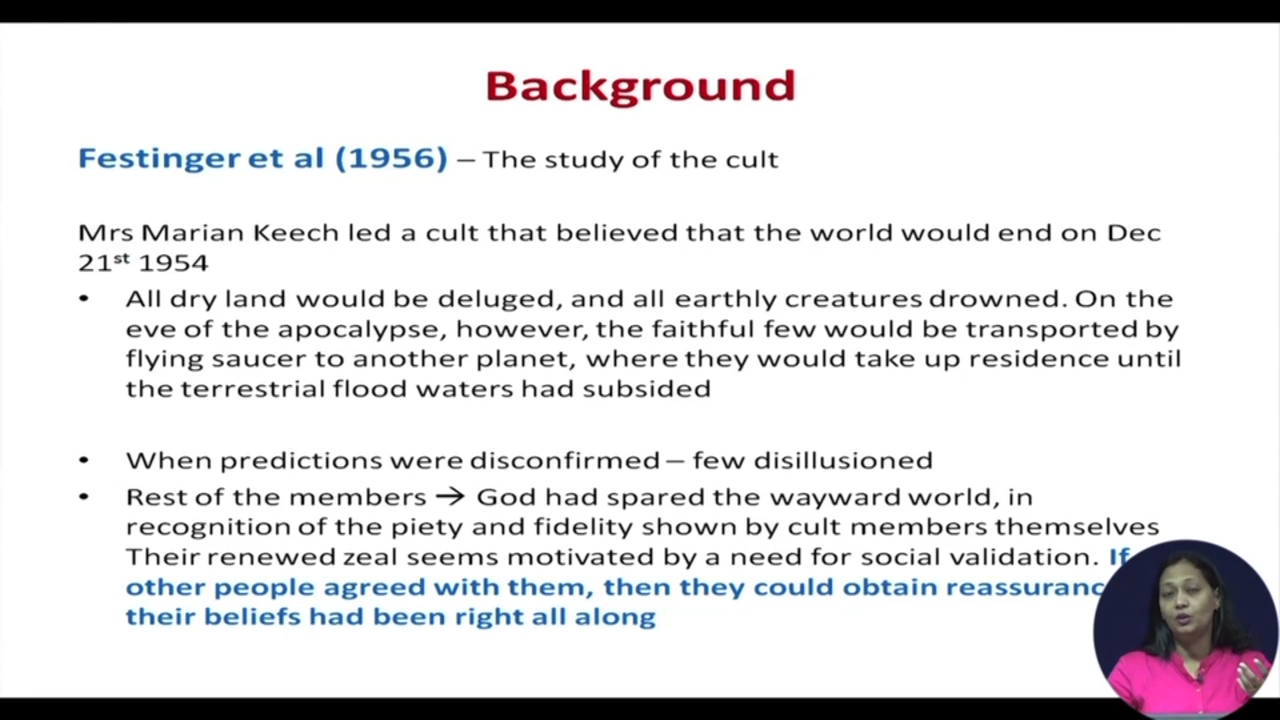 Background
Festinger et al (1956) – The study of the cult
Mrs Marian Keech led a cult that believed that the world would end on Dec
21st 1954
• All dry land would be deluged, and all earthly creatures drowned. On the
eve of the apocalypse, however, the faithful few would be transported by
flying saucer to another planet, where they would take up residence until
the terrestrial flood waters had subsided
• When predictions were disconfirmed – few disillusioned
• Rest of the members → God had spared the wayward world, in
recognition of the piety and fidelity shown by cult members themselves
Their renewed zeal seems motivated by a need for social validation. If
other people agreed with them, then they could obtain
their beliefs had been right all along